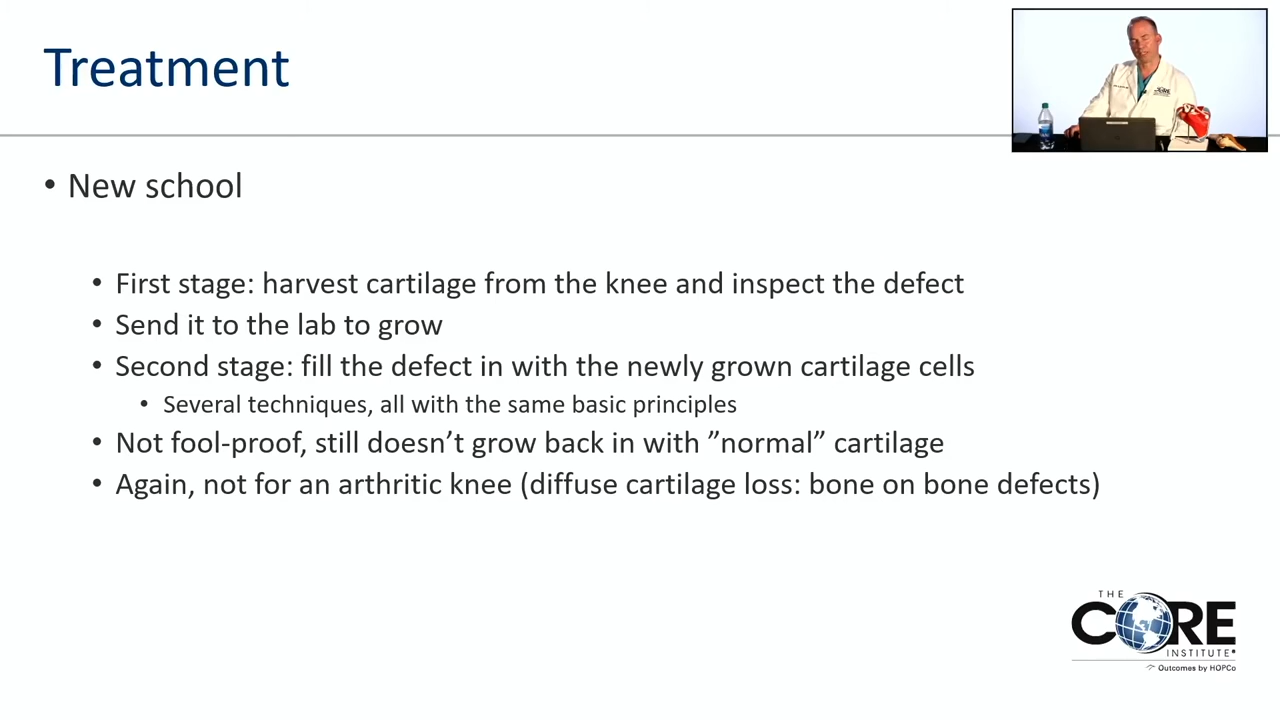 Treatment
• New school
• First stage: harvest cartilage from the knee and inspect the defect
• Send it to the lab to grow
• Second stage: fill the defect in with the newly grown cartilage cells
• Several techniques, all with the same basic principles
• Not fool-proof, still doesn’t grow back in with ”normal” cartilage
• Again, not for an arthritic knee (diffuse cartilage loss: bone on bone defects)
THE
CORE
INSTITUTE
Outcomes by HOPCo